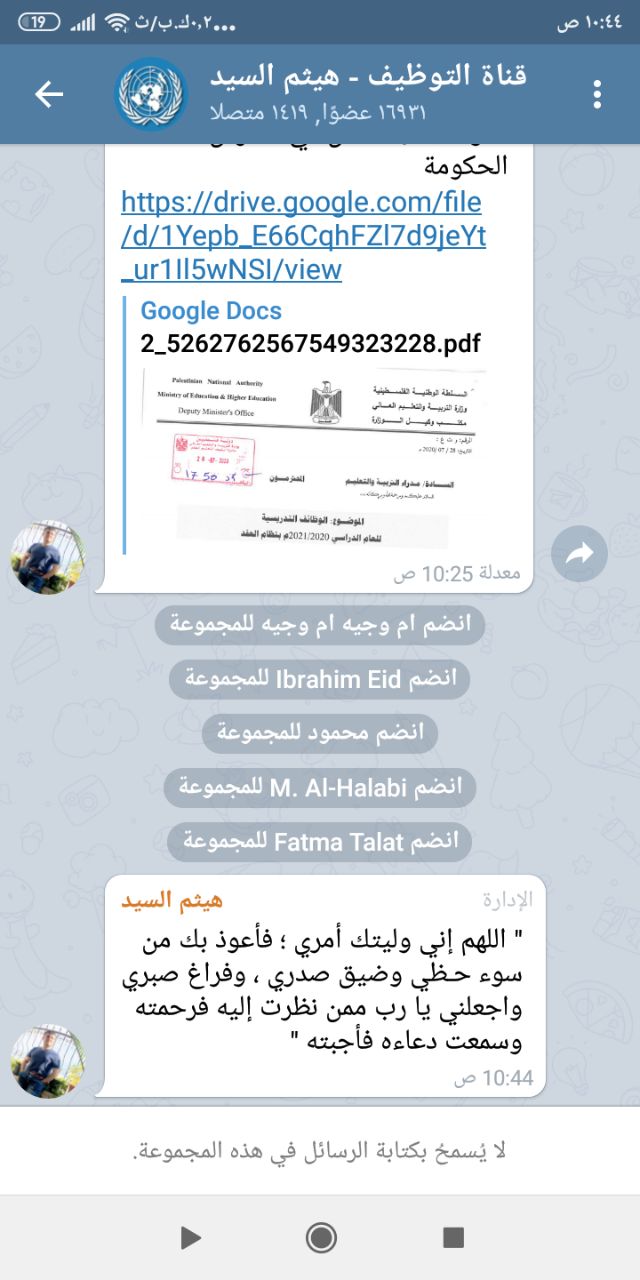 ١٠:٤٤ ص
...٠,٢ك.ب/ث
19
قناة التوظيف - هيثم السيد
١٦٩٣١ عضوًا, ١٤١٩ متصلا
الحكومة
https://drive.google.com/file
/d/1Yepb_E66CqhFZl7d9jeYt
_ur1Il5wNSI/view
Google Docs
2_5262762567549323228.pdf
Palestinian National Authority
Ministry of Education & Higher Education
Deputy Minister's Office
السلطة الوطنية الفلسطينية
وزارة التربية والتعليم العالي
مكتب وكيل الوزارة
السادة/ مدراء التربية والتعليم
المحترمون
الموضوع: الوظائف التدريسية
للعام الدراسي 2021/2020م بنظام العقد
معدلة 10:25 ص
انضم ام وجيه ام وجيه للمجموعة
انضم Ibrahim Eid للمجموعة
انضم محمود للمجموعة
انضم M. Al-Halabi للمجموعة
انضم Fatma Talat للمجموعة
هيثم السيد
الإدارة
" اللهم إني وليتك أمري ؛ فأعوذ بك من
سوء حظي وضيق صدري ، وفراغ صبري
واجعلني يا رب ممن نظرت إليه فرحمته
وسمعت دعاءه فأجبته "
10:44 ص
لا يُسمحُ بكتابة الرسائل في هذه المجموعة.